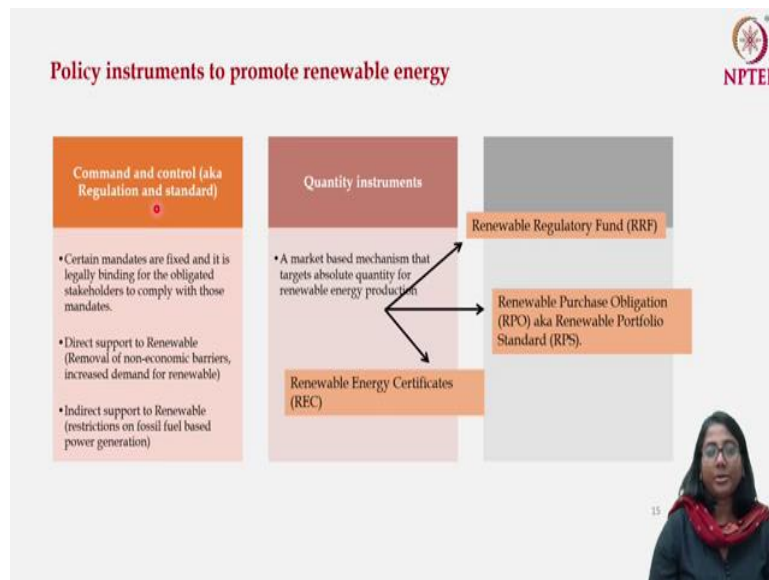 Policy instruments to promote renewable energy
NPTEL
Command and control (aka
Regulation and standard)
•Certain mandates are fixed and it is
legally binding for the obligated
stakeholders to comply with those
mandates.
•Direct support to Renewable
(Removal of non-economic barriers,
increased demand for renewable)
•Indirect support to Renewable
(restrictions on fossil fuel based
power generation)
Quantity instruments
•A market based mechanism that
targets absolute quantity for
renewable energy production
Renewable Energy Certificates
(REC)
Renewable Regulatory Fund (RRF)
Renewable Purchase Obligation
(RPO) aka Renewable Portfolio
Standard (RPS).
15